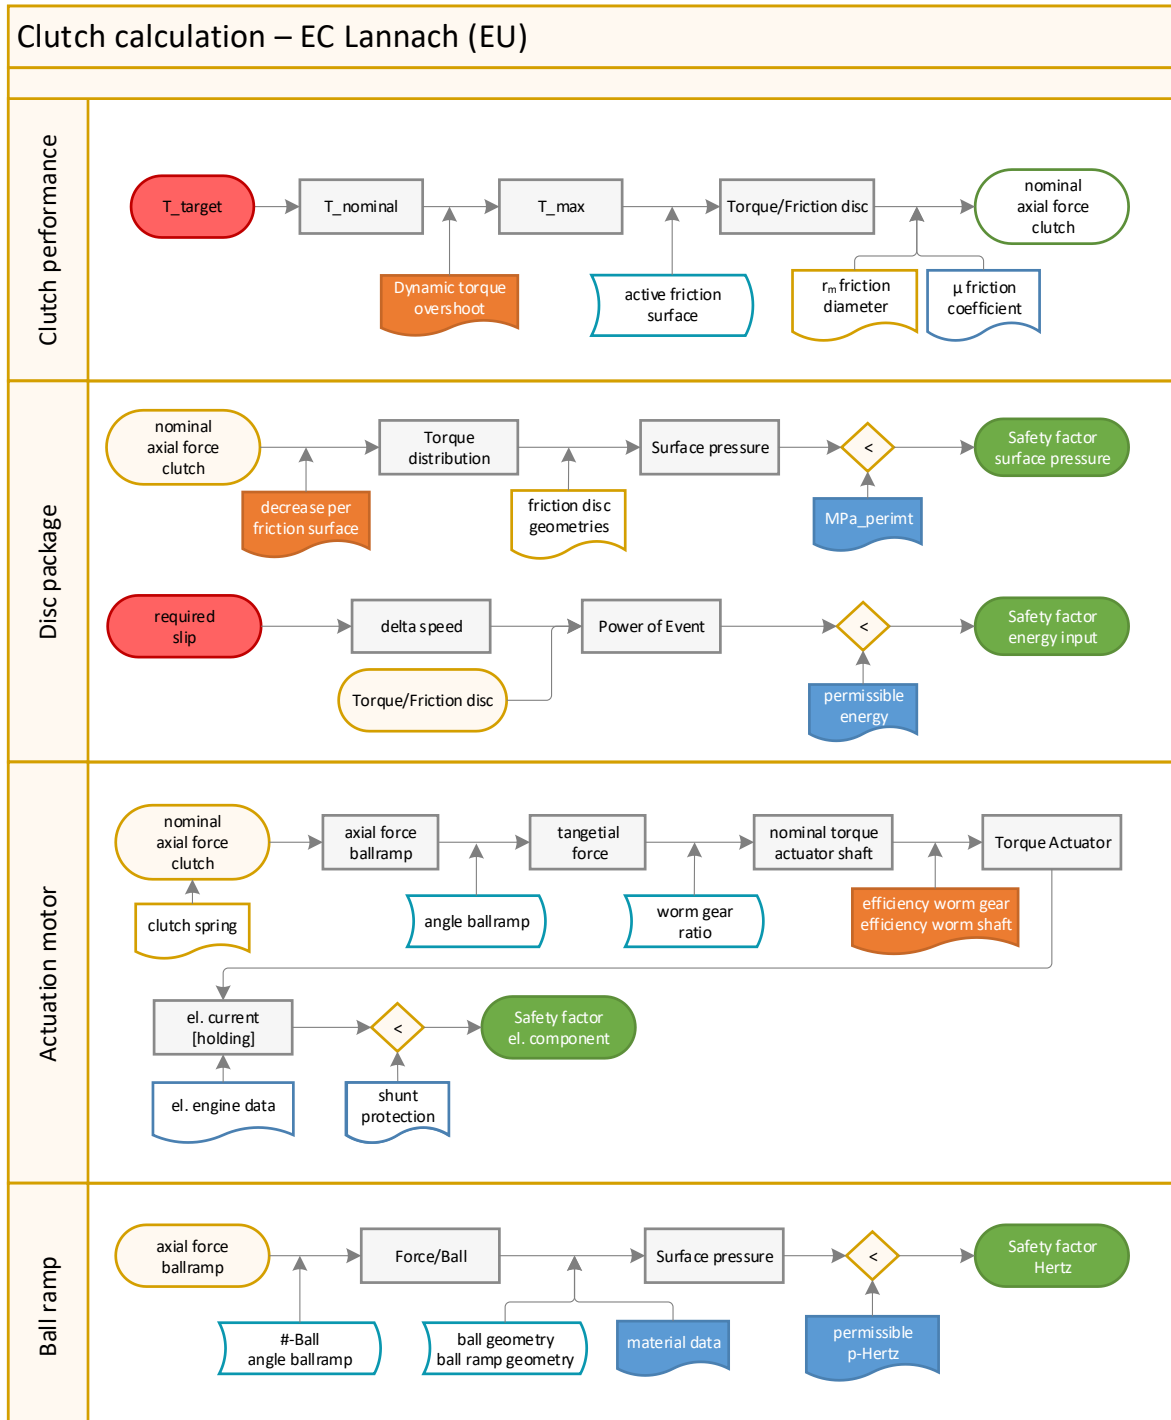 Clutch calculation – EC Lannach (EU)
Clutch performance
T_target
T_nominal
T_max
Torque/Friction disc
nominal
axial force
clutch
Dynamic torque
overshoot
active friction
surface
rₘ friction
diameter
µ friction
coefficient
Disc package
nominal
axial force
clutch
Torque
distribution
Surface pressure
<
Safety factor
surface pressure
decrease per
friction surface
friction disc
geometries
MPa_perimt
required
slip
delta speed
Power of Event
<
Safety factor
energy input
Torque/Friction disc
permissible
energy
Actuation motor
nominal
axial force
clutch
axial force
ballramp
tangetial
force
nominal torque
actuator shaft
Torque Actuator
clutch spring
angle ballramp
worm gear
ratio
efficiency worm gear
efficiency worm shaft
el. current
[holding]
<
Safety factor
el. component
el. engine data
shunt
protection
Ball ramp
axial force
ballramp
Force/Ball
Surface pressure
<
Safety factor
Hertz
#-Ball
angle ballramp
ball geometry
ball ramp geometry
material data
permissible
p-Hertz